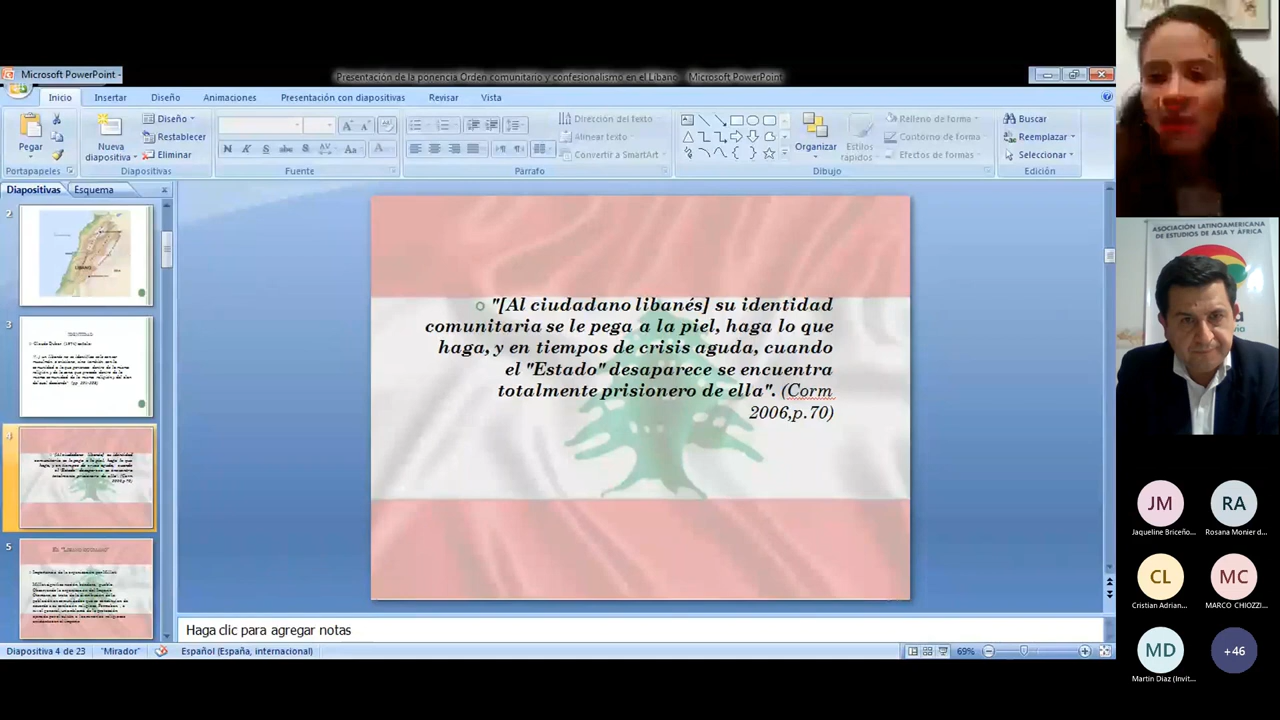 Microsoft PowerPoint -
Presentación de la ponencia Orden comunitario y confesionalismo en el Líbano - Microsoft PowerPoint
Inicio
Insertar
Diseño
Animaciones
Presentación con diapositivas
Revisar
Vista
Pegar
Portapapeles
Nueva diapositiva
Diseño
Restablecer
Eliminar
Diapositivas
Fuente
Dirección del texto
Alinear texto
Convertir a SmartArt
Párrafo
Organizar
Estilos rápidos
Relleno de forma
Contorno de forma
Efectos de formas
Dibujo
Buscar
Reemplazar
Seleccionar
Edición
Diapositivas
Esquema
2
3
IDENTIDAD
4
5
"[Al ciudadano libanés] su identidad
comunitaria se le pega a la piel, haga lo que
haga, y en tiempos de crisis aguda, cuando
el "Estado" desaparece se encuentra
totalmente prisionero de ella". (Corm
2006,p.70)
Haga clic para agregar notas
Diapositiva 4 de 23
"Mirador"
Español (España, internacional)
69%
ASOCIACIÓN LATINOAMERICANA
DE ESTUDIOS DE ASIA Y ÁFRICA
JM
Jaqueline Briceño...
RA
Rosana Monier d...
CL
Cristian Adrian...
MC
MARCO CHIOZZI...
MD
Martin Diaz (Invit...
+46